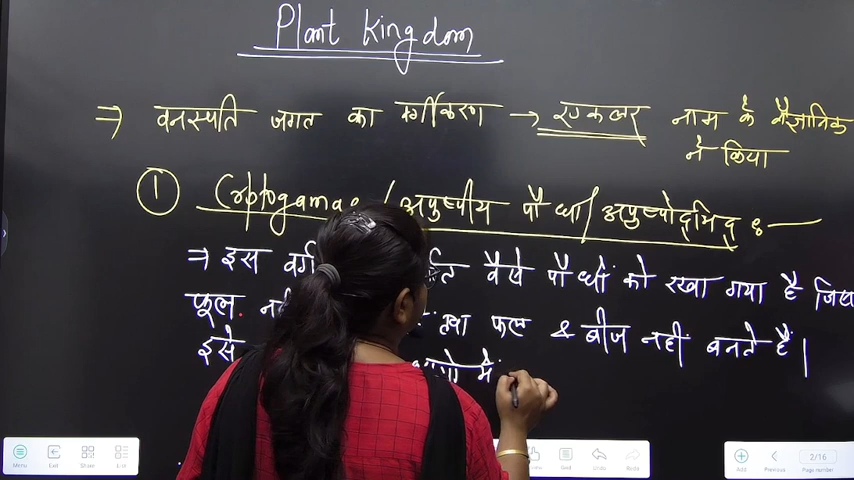 Plant Kingdom
⇒ वनस्पति जगत का वर्गीकरण → एकलर नाम के वैज्ञानिक
ने किया
① Crptogamae / अपुष्पीय पौधा / अपुष्पोद्भिद् :—
⇒ इस वर्ग वैसे पौधों को रखा गया है
फूल तथा फल & बीज नहीं बनते हैं।
इसे में
Menu Exit Share List Undo Redo Add Previous 2/16 Page number